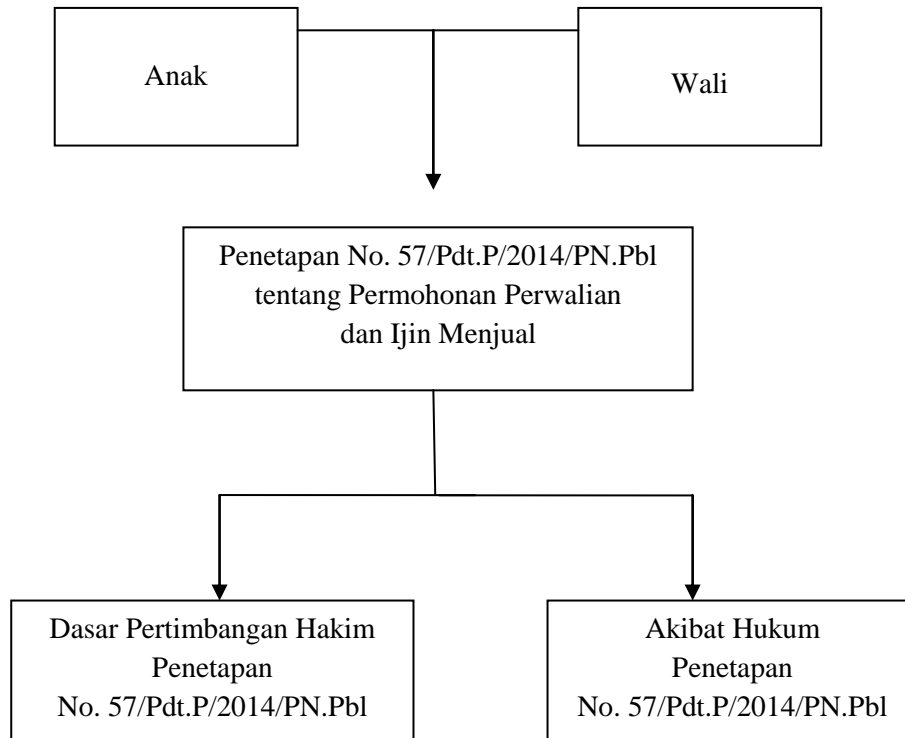 Anak
Wali
Penetapan No. 57/Pdt.P/2014/PN.Pbl
tentang Permohonan Perwalian
dan Ijin Menjual
Dasar Pertimbangan Hakim
Penetapan
No. 57/Pdt.P/2014/PN.Pbl
Akibat Hukum
Penetapan
No. 57/Pdt.P/2014/PN.Pbl